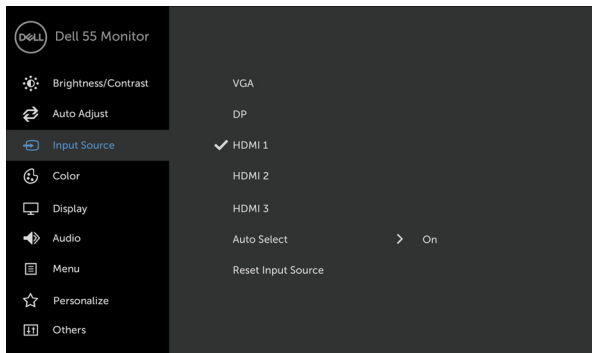 DELL Dell 55 Monitor
Brightness/Contrast
Auto Adjust
Input Source
Color
Display
Audio
Menu
Personalize
Others
VGA
DP
HDMI 1
HDMI 2
HDMI 3
Auto Select On
Reset Input Source